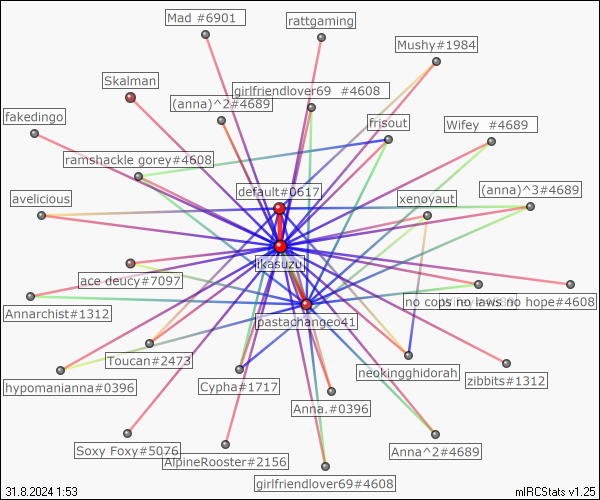 Mad #6901
rattgaming
Mushy#1984
Skalman
girlfriendlover69 #4608
(anna)^2#4689
fakedingo
frisout
Wifey #4689
ramshackle gorey#4608
default#0617
avelicious
xenoyaut
(anna)^3#4689
ikasuzu
ace deucy#7097
no cops no laws no hope#4608
Annarchist#1312
pastachangeo41
Toucan#2473
neokingghidorah
zibbits#1312
hypomanianna#0396
Cypha#1717
Anna.#0396
Soxy Foxy#5076
AlpineRooster#2156
Anna^2#4689
girlfriendlover69#4608
31.8.2024 1:53
mIRCStats v1.25